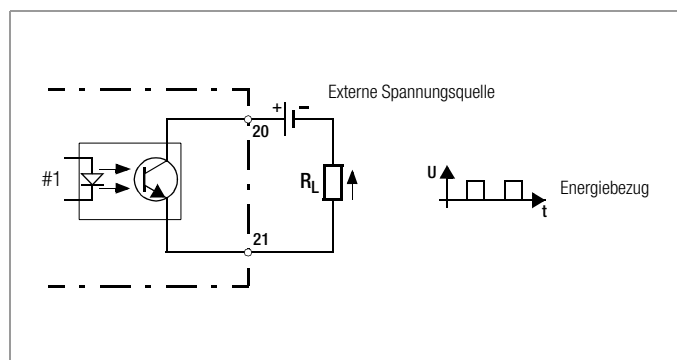 Externe Spannungsquelle
+ –
20
#1
R_L
U
Energiebezug
t
21